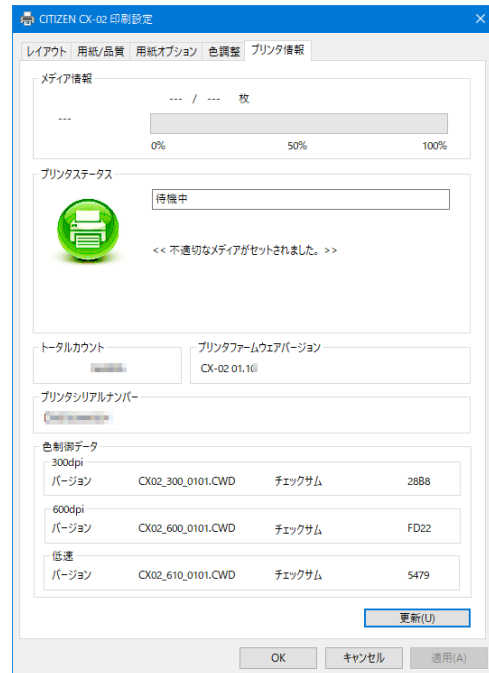 CITIZEN CX-02 印刷設定
レイアウト 用紙/品質 用紙オプション 色調整 プリンタ情報
メディア情報
--- / --- 枚
---
0% 50% 100%
プリンタステータス
待機中
<< 不適切なメディアがセットされました。 >>
トータルカウント プリンタファームウェアバージョン
CX-02 01.10
プリンタシリアルナンバー
色制御データ
300dpi
バージョン CX02_300_0101.CWD チェックサム 28B8
600dpi
バージョン CX02_600_0101.CWD チェックサム FD22
低速
バージョン CX02_610_0101.CWD チェックサム 5479
更新(U)
OK キャンセル 適用(A)